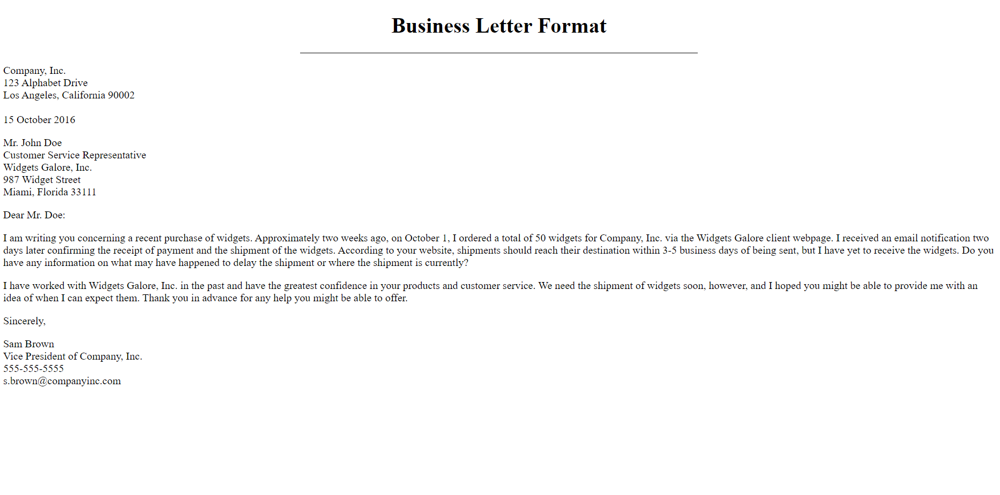 Business Letter Format
Company, Inc.
123 Alphabet Drive
Los Angeles, California 90002
15 October 2016
Mr. John Doe
Customer Service Representative
Widgets Galore, Inc.
987 Widget Street
Miami, Florida 33111
Dear Mr. Doe:
I am writing you concerning a recent purchase of widgets. Approximately two weeks ago, on October 1, I ordered a total of 50 widgets for Company, Inc. via the Widgets Galore client webpage. I received an email notification two
days later confirming the receipt of payment and the shipment of the widgets. According to your website, shipments should reach their destination within 3-5 business days of being sent, but I have yet to receive the widgets. Do you
have any information on what may have happened to delay the shipment or where the shipment is currently?
I have worked with Widgets Galore, Inc. in the past and have the greatest confidence in your products and customer service. We need the shipment of widgets soon, however, and I hoped you might be able to provide me with an
idea of when I can expect them. Thank you in advance for any help you might be able to offer.
Sincerely,
Sam Brown
Vice President of Company, Inc.
555-555-5555
s.brown@companyinc.com